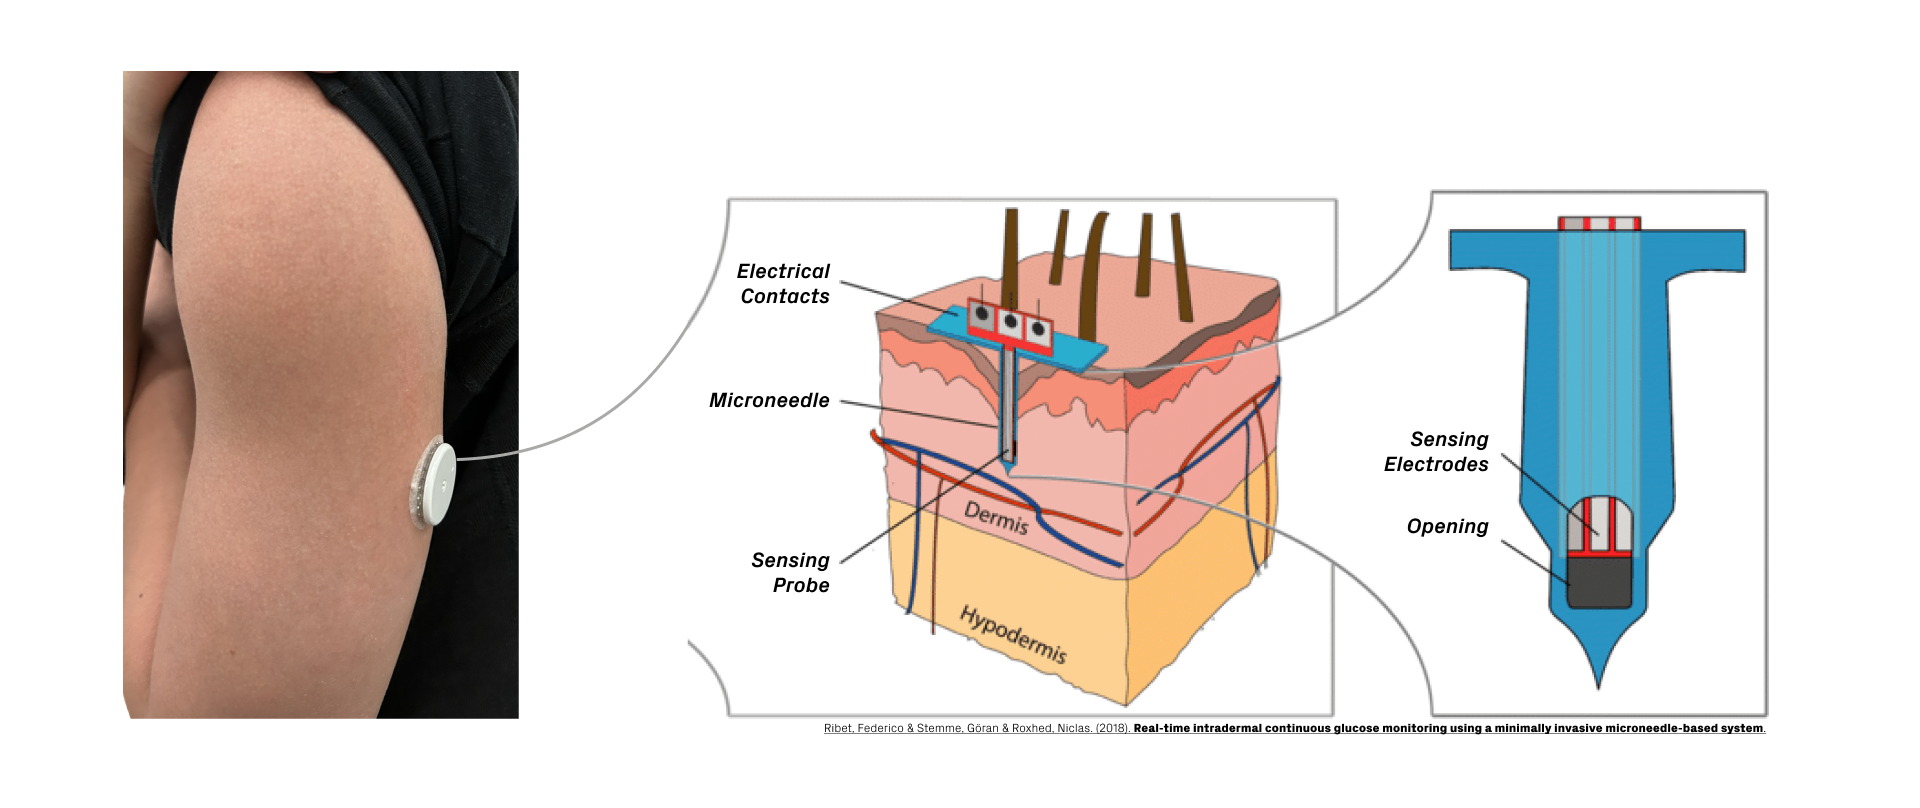 Electrical
Contacts
Microneedle
Sensing
Probe
Dermis
Hypodermis
Sensing
Electrodes
Opening
Ribet, Federico & Stemme, Göran & Roxhed, Niclas. (2018). Real-time intradermal continuous glucose monitoring using a minimally invasive microneedle-based system.